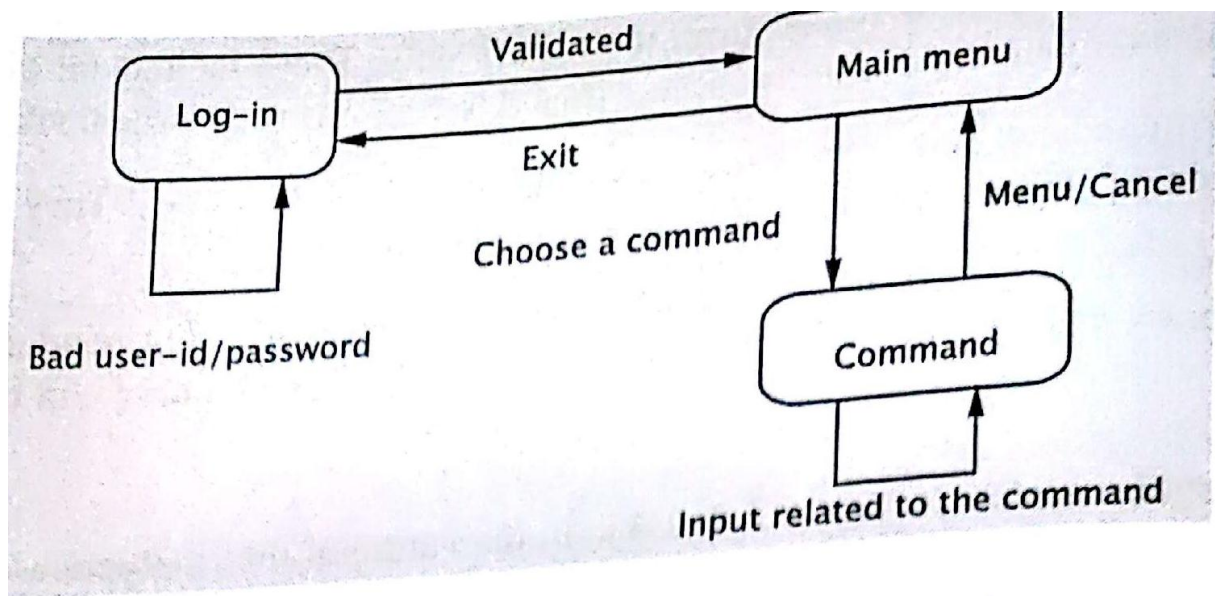 Validated
Main menu
Log-in
Exit
Menu/Cancel
Choose a command
Bad user-id/password
Command
Input related to the command